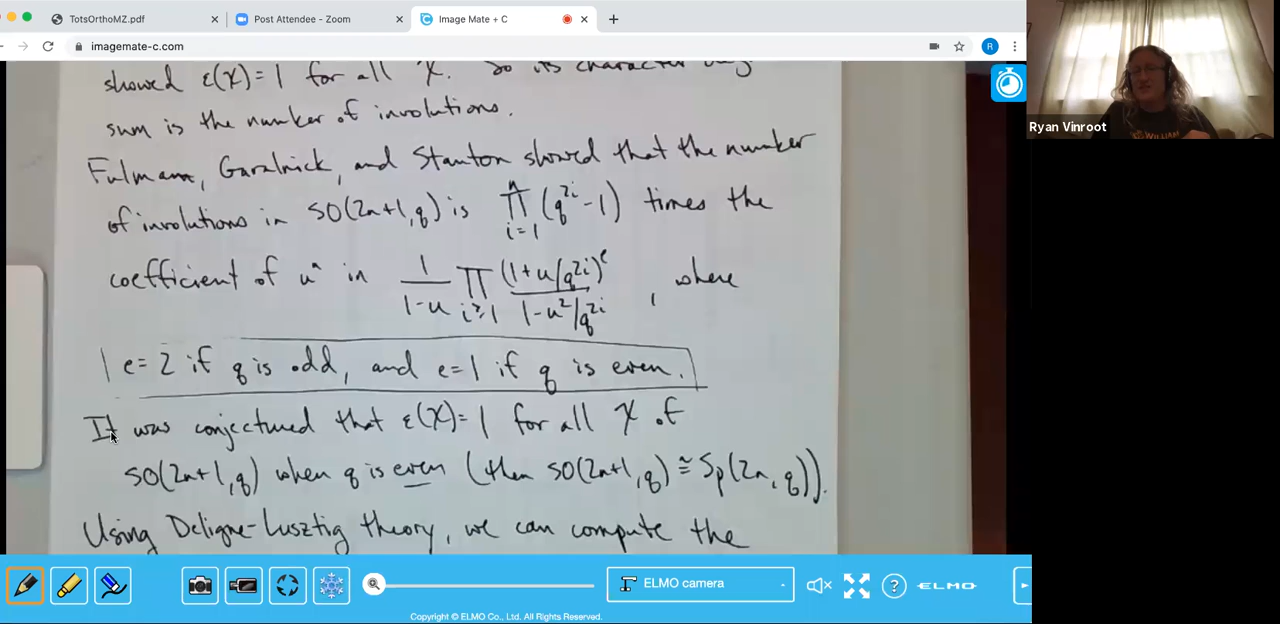 TotsOrthoMZ.pdf
Post Attendee - Zoom
Image Mate + C
imagemate-c.com
R
showed ε(χ)=1 for all χ. So its character
sum is the number of involutions.
Fulman, Guralnick, and Stanton showed that the number
of involutions in SO(2n+1,q) is ∏_{i=1}^{n} (q^{2i}-1) times the
coefficient of u^n in 1/(1-u) ∏_{i≥1} (1+u/q^{2i})^e/(1-u^2/q^{2i}), where
e=2 if q is odd, and e=1 if q is even.
It was conjectured that ε(χ)=1 for all χ of
SO(2n+1,q) when q is even (then SO(2n+1,q) ≅ Sp(2n,q)).
Using Deligne-Lusztig theory, we can compute the
ELMO camera
? ELMO
Copyright © ELMO Co., Ltd. All Rights Reserved.
Ryan Vinroot
WILLIAM